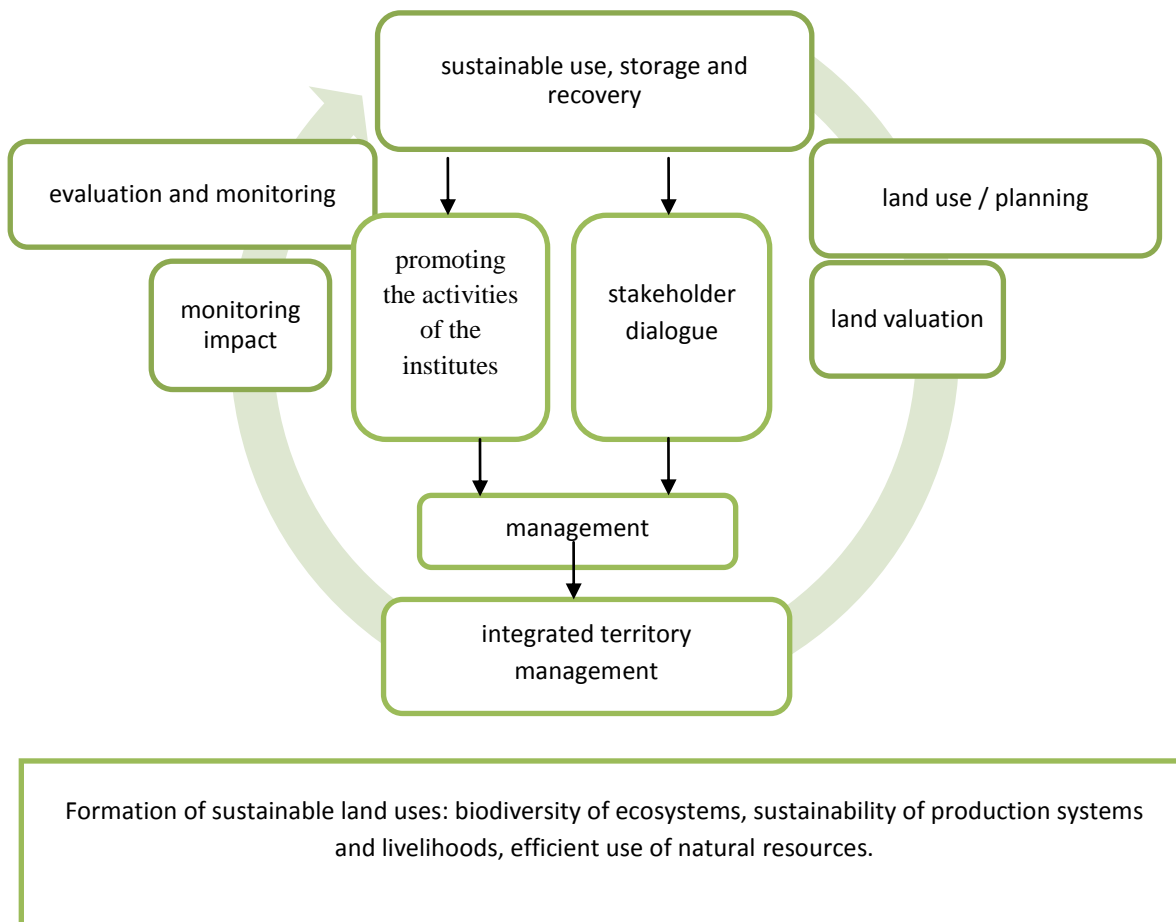 sustainable use, storage and
recovery
evaluation and monitoring
land use / planning
promoting
the activities
of the
institutes
stakeholder
dialogue
monitoring
impact
land valuation
management
integrated territory
management
Formation of sustainable land uses: biodiversity of ecosystems, sustainability of production systems
and livelihoods, efficient use of natural resources.